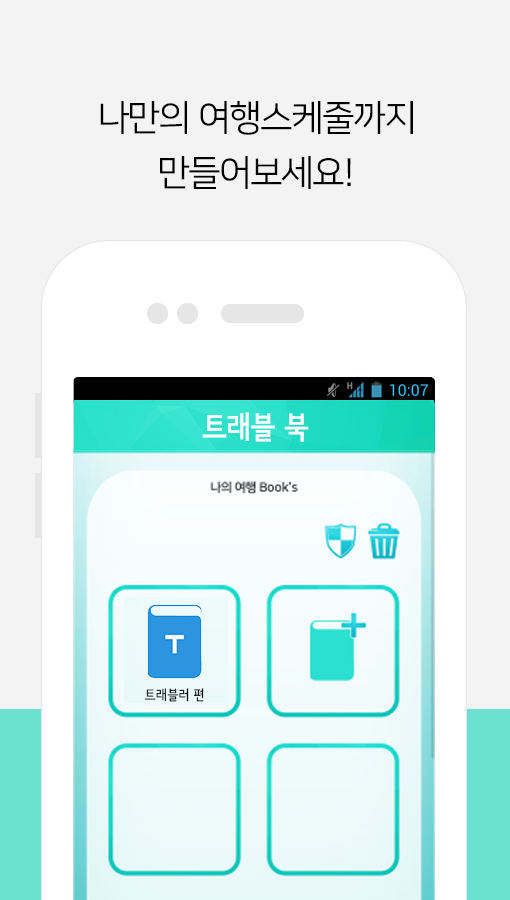 나만의 여행스케줄까지
만들어보세요!
H 10:07
트래블 북
나의 여행 Book's
T
트래블러 편